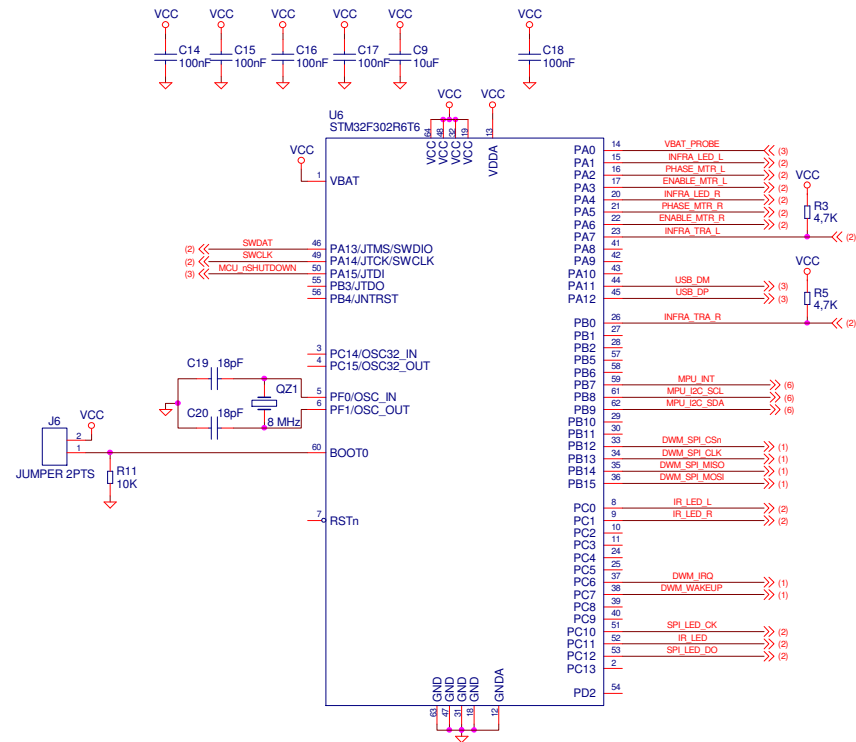 VCC VCC VCC VCC VCC VCC
C14 C15 C16 C17 C9 C18
100nF 100nF 100nF 100nF 10uF 100nF
VCC VCC
U6
STM32F302R6T6
64 48 32 19 13
VCC VCC VCC VCC VDDA
VCC
1 VBAT
SWDAT 46 PA13/JTMS/SWDIO
(2)
SWCLK 49 PA14/JTCK/SWCLK
(2)
MCU_nSHUTDOWN 50 PA15/JTDI
(3)
55 PB3/JTDO
56 PB4/JNTRST
3 PC14/OSC32_IN
4 PC15/OSC32_OUT
C19 18pF
5 PF0/OSC_IN
QZ1
6 PF1/OSC_OUT
C20 18pF
8 MHz
J6
VCC
2
1
60 BOOT0
JUMPER 2PTS
R11
10K
7 RSTn
PA0 14 VBAT_PROBE (3)
PA1 15 INFRA_LED_L (2)
PA2 16 PHASE_MTR_L (2)
PA3 17 ENABLE_MTR_L (2)
PA4 20 INFRA_LED_R (2)
PA5 21 PHASE_MTR_R (2)
PA6 22 ENABLE_MTR_R (2)
PA7 23 INFRA_TRA_L (2)
VCC
R3
4,7K
PA8 41
PA9 42
PA10 43
PA11 44 USB_DM (3)
PA12 45 USB_DP (3)
VCC
R5
4,7K
PB0 26 INFRA_TRA_R (2)
PB1 27
PB2 28
PB5 57
PB6 58
PB7 59 MPU_INT (6)
PB8 61 MPU_I2C_SCL (6)
PB9 62 MPU_I2C_SDA (6)
PB10 29
PB11 30
PB12 33 DWM_SPI_CSn (1)
PB13 34 DWM_SPI_CLK (1)
PB14 35 DWM_SPI_MISO (1)
PB15 36 DWM_SPI_MOSI (1)
PC0 8 IR_LED_L (2)
PC1 9 IR_LED_R (2)
PC2 10
PC3 11
PC4 24
PC5 25
PC6 37 DWM_IRQ (1)
PC7 38 DWM_WAKEUP (1)
PC8 39
PC9 40
PC10 51 SPI_LED_CK (2)
PC11 52 IR_LED (2)
PC12 53 SPI_LED_DO (2)
PC13 2
PD2 54
GND GND GND GND GNDA
63 47 31 18 12